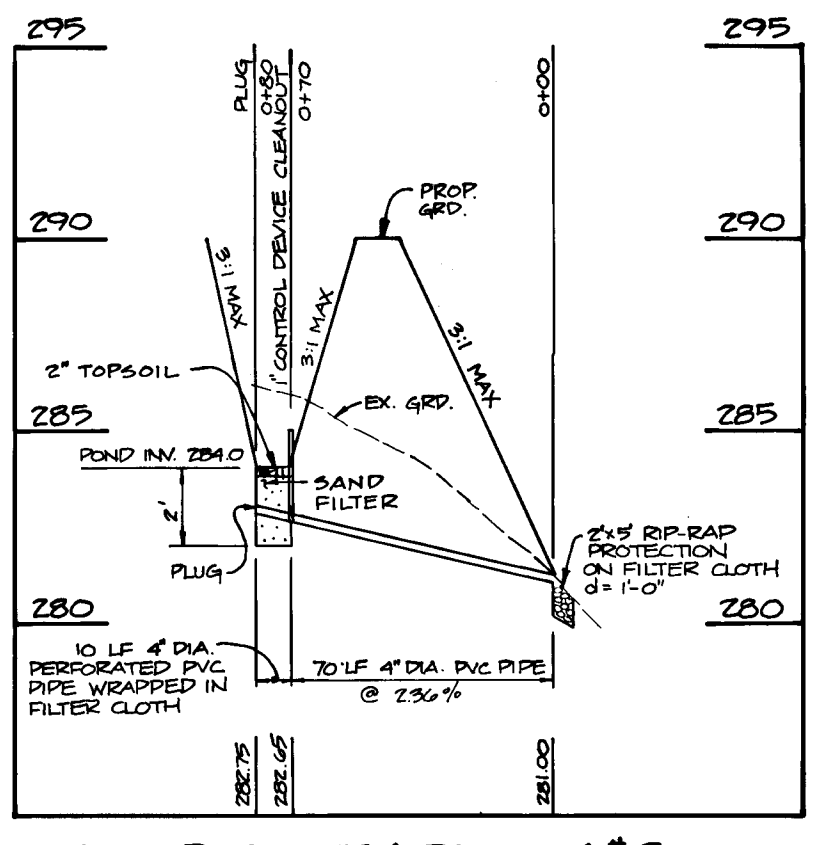 295
295
PLUG
0+80
1" CONTROL DEVICE CLEANOUT
0+70
0+00
PROP.
GRD.
290
290
3:1 MAX
3:1 MAX
3:1 MAX
2" TOPSOIL
EX. GRD.
285
285
POND INV. 284.0
SAND
FILTER
2'
PLUG
2'x5' RIP-RAP
PROTECTION
ON FILTER CLOTH
d= 1'-0"
280
280
10 LF 4" DIA.
PERFORATED PVC
PIPE WRAPPED IN
FILTER CLOTH
70 LF 4" DIA. PVC PIPE
@ 2.36%
282.75
282.65
281.00